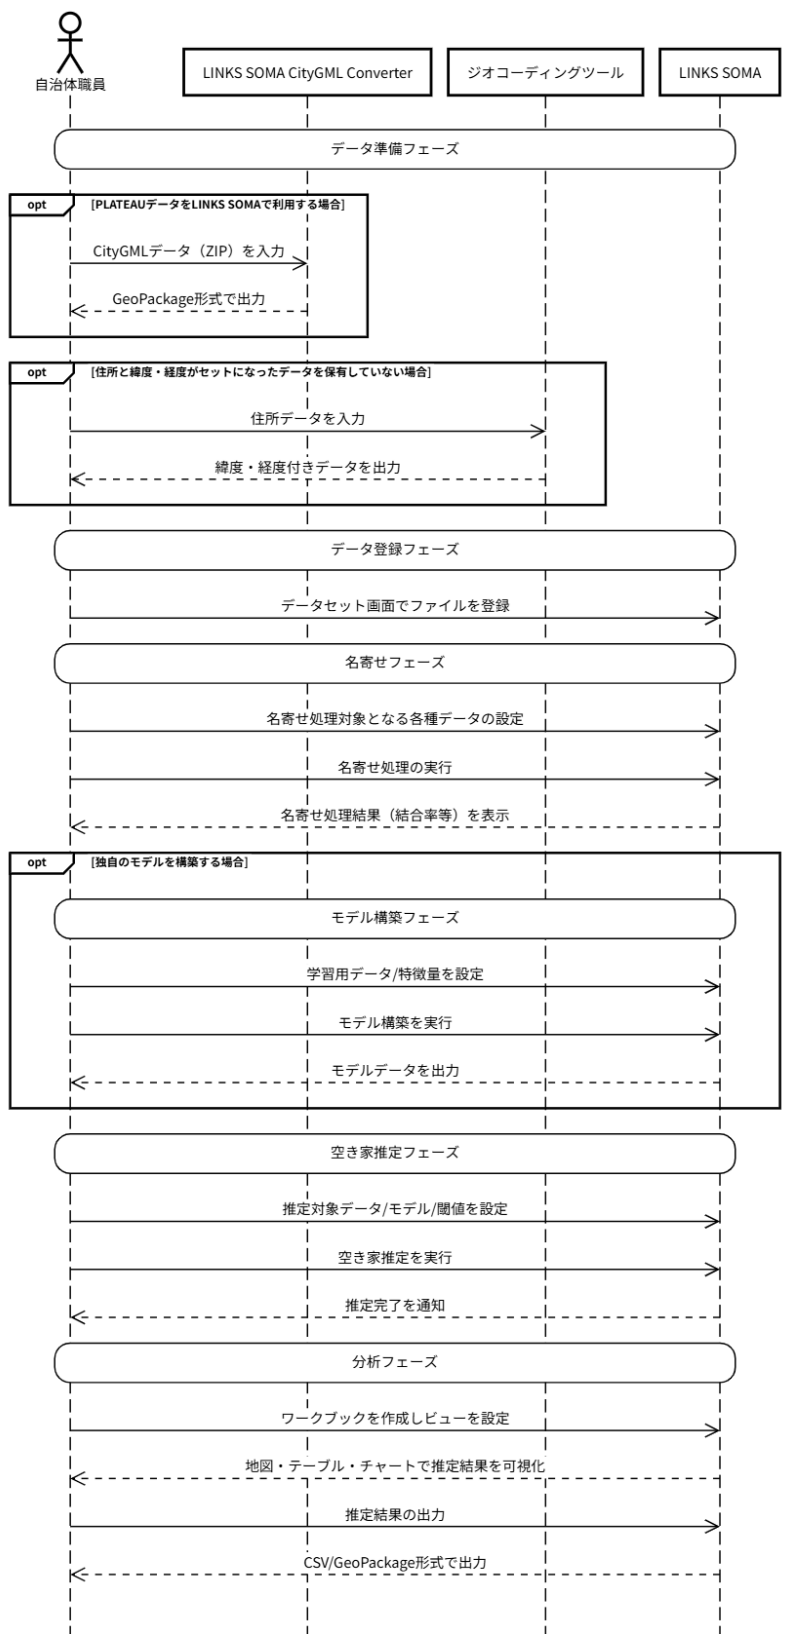 自治体職員
LINKS SOMA CityGML Converter
ジオコーディングツール
LINKS SOMA
データ準備フェーズ
opt
[PLATEAUデータをLINKS SOMAで利用する場合]
CityGMLデータ（ZIP）を入力
GeoPackage形式で出力
opt
[住所と緯度・経度がセットになったデータを保有していない場合]
住所データを入力
緯度・経度付きデータを出力
データ登録フェーズ
データセット画面でファイルを登録
名寄せフェーズ
名寄せ処理対象となる各種データの設定
名寄せ処理の実行
名寄せ処理結果（結合率等）を表示
opt
[独自のモデルを構築する場合]
モデル構築フェーズ
学習用データ/特徴量を設定
モデル構築を実行
モデルデータを出力
空き家推定フェーズ
推定対象データ/モデル/閾値を設定
空き家推定を実行
推定完了を通知
分析フェーズ
ワークブックを作成しビューを設定
地図・テーブル・チャートで推定結果を可視化
推定結果の出力
CSV/GeoPackage形式で出力